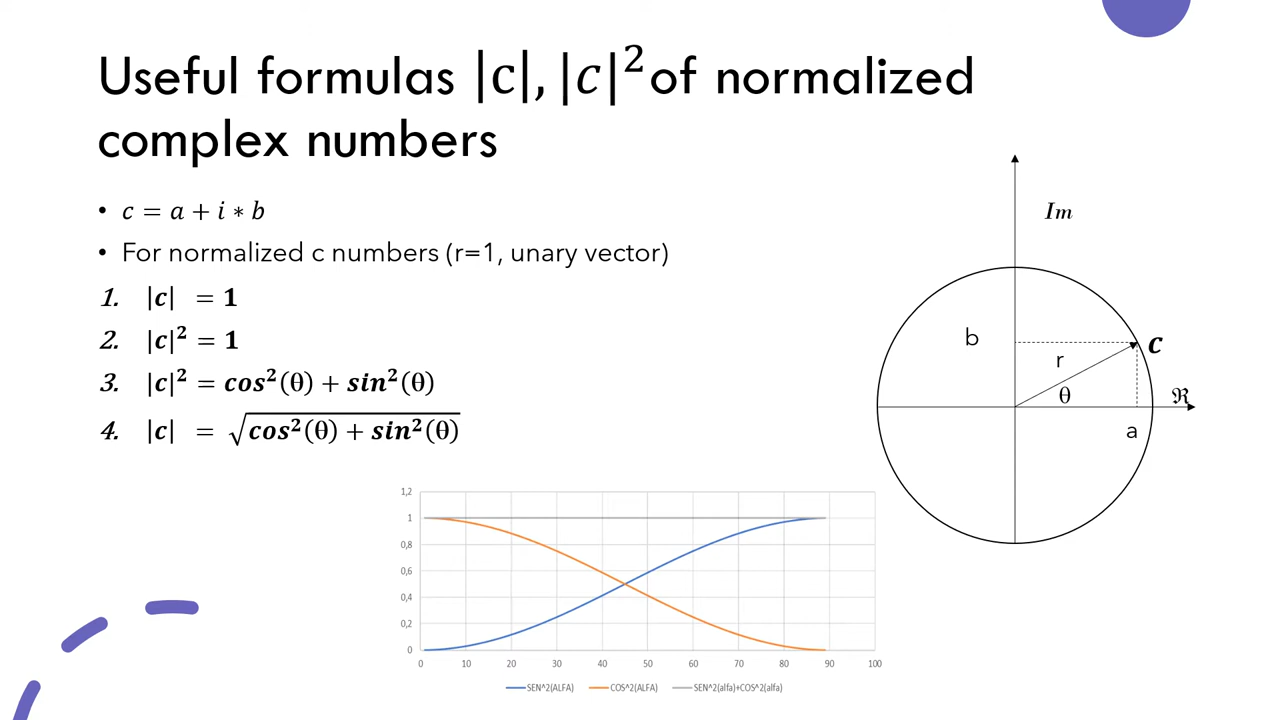 Useful formulas |c|, |c|² of normalized
complex numbers
• c = a + i ∗ b
• For normalized c numbers (r=1, unary vector)
1. |c| = 1
2. |c|² = 1
3. |c|² = cos²(θ) + sin²(θ)
4. |c| = √(cos²(θ) + sin²(θ))
Im
b
c
r
θ
ℜ
a
1,2
1
0,8
0,6
0,4
0,2
0
0 10 20 30 40 50 60 70 80 90 100
SEN^2(ALFA) COS^2(ALFA) SEN^2(alfa)+COS^2(alfa)